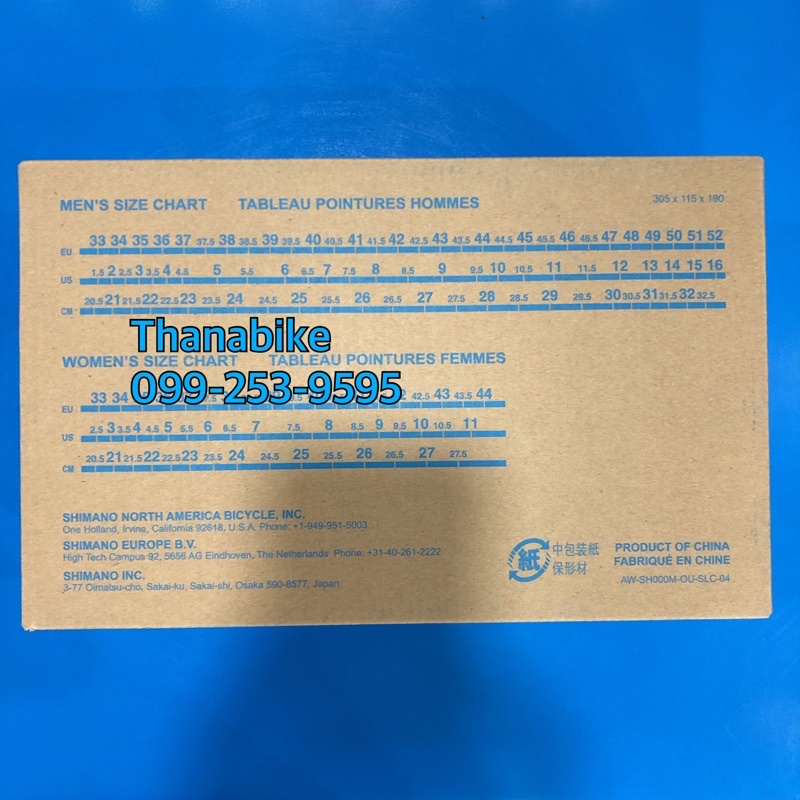 MEN'S SIZE CHART TABLEAU POINTURES HOMMES 305 x 115 x 190
33 34 35 36 37 37.5 38 38.5 39 39.5 40 40.5 41 41.5 42 42.5 43 43.5 44 44.5 45 45.5 46 46.5 47 48 49 50 51 52
EU
1.5 2 2.5 3 3.5 4 4.5 5 5.5 6 6.5 7 7.5 8 8.5 9 9.5 10 10.5 11 11.5 12 13 14 15 16
US
20.5 21 21.5 22 22.5 23 23.5 24 24.5 25 25.5 26 26.5 27 27.5 28 28.5 29 29.5 30 30.5 31 31.5 32 32.5
CM
Thanabike
WOMEN'S SIZE CHART TABLEAU POINTURES FEMMES
099-253-9595
33 34 42.5 43 43.5 44
EU
2.5 3 3.5 4 4.5 5 5.5 6 6.5 7 7.5 8 8.5 9 9.5 10 10.5 11
US
20.5 21 21.5 22 22.5 23 23.5 24 24.5 25 25.5 26 26.5 27 27.5
CM
SHIMANO NORTH AMERICA BICYCLE, INC.
One Holland, Irvine, California 92618, U.S.A. Phone: +1-949-951-5003
SHIMANO EUROPE B.V.
High Tech Campus 92, 5656 AG Eindhoven, The Netherlands Phone: +31-40-261-2222
SHIMANO INC.
3-77 Oimatsu-cho, Sakai-ku, Sakai-shi, Osaka 590-8577, Japan
紙
中包装紙
保形材
PRODUCT OF CHINA
FABRIQUÉ EN CHINE
AW-SH000M-OU-SLC-04